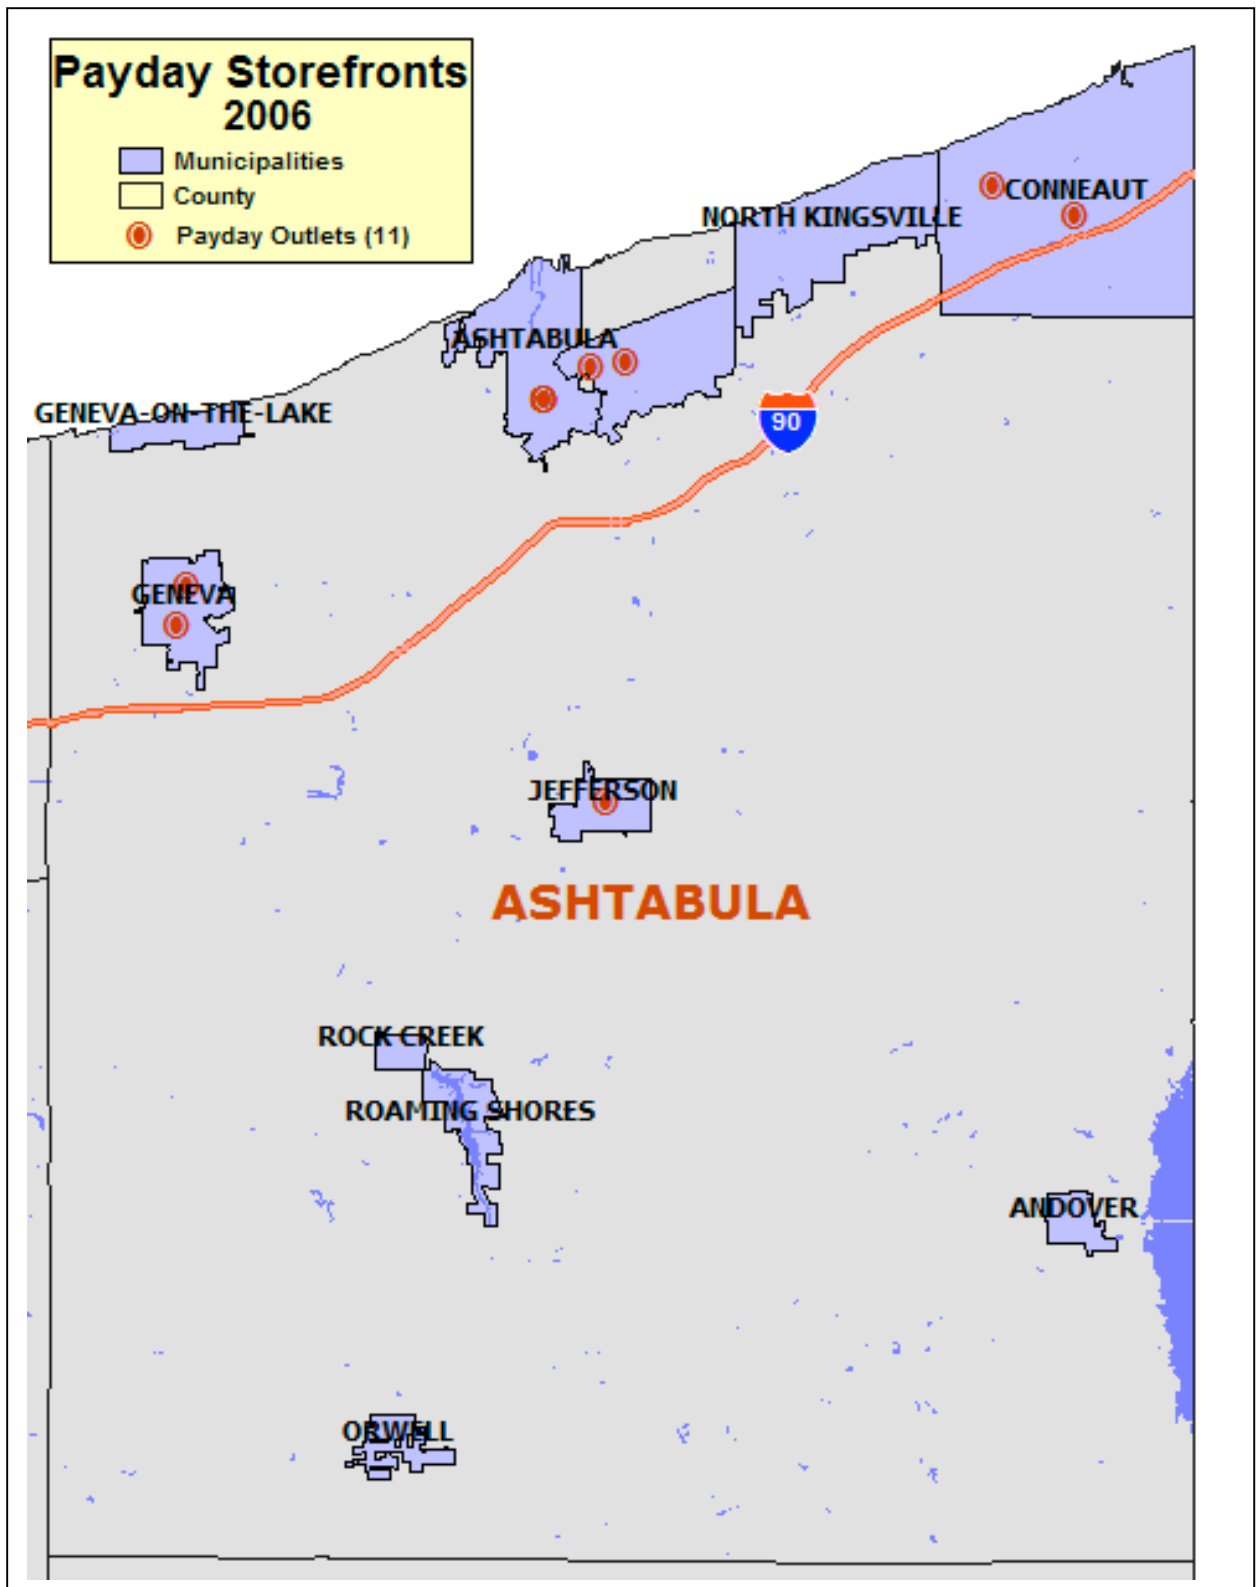 Payday Storefronts
2006
Municipalities
County
Payday Outlets (11)
CONNEAUT
NORTH KINGSVILLE
ASHTABULA
GENEVA-ON-THE-LAKE
90
GENEVA
JEFFERSON
ASHTABULA
ROCK CREEK
ROAMING SHORES
ANDOVER
ORWELL